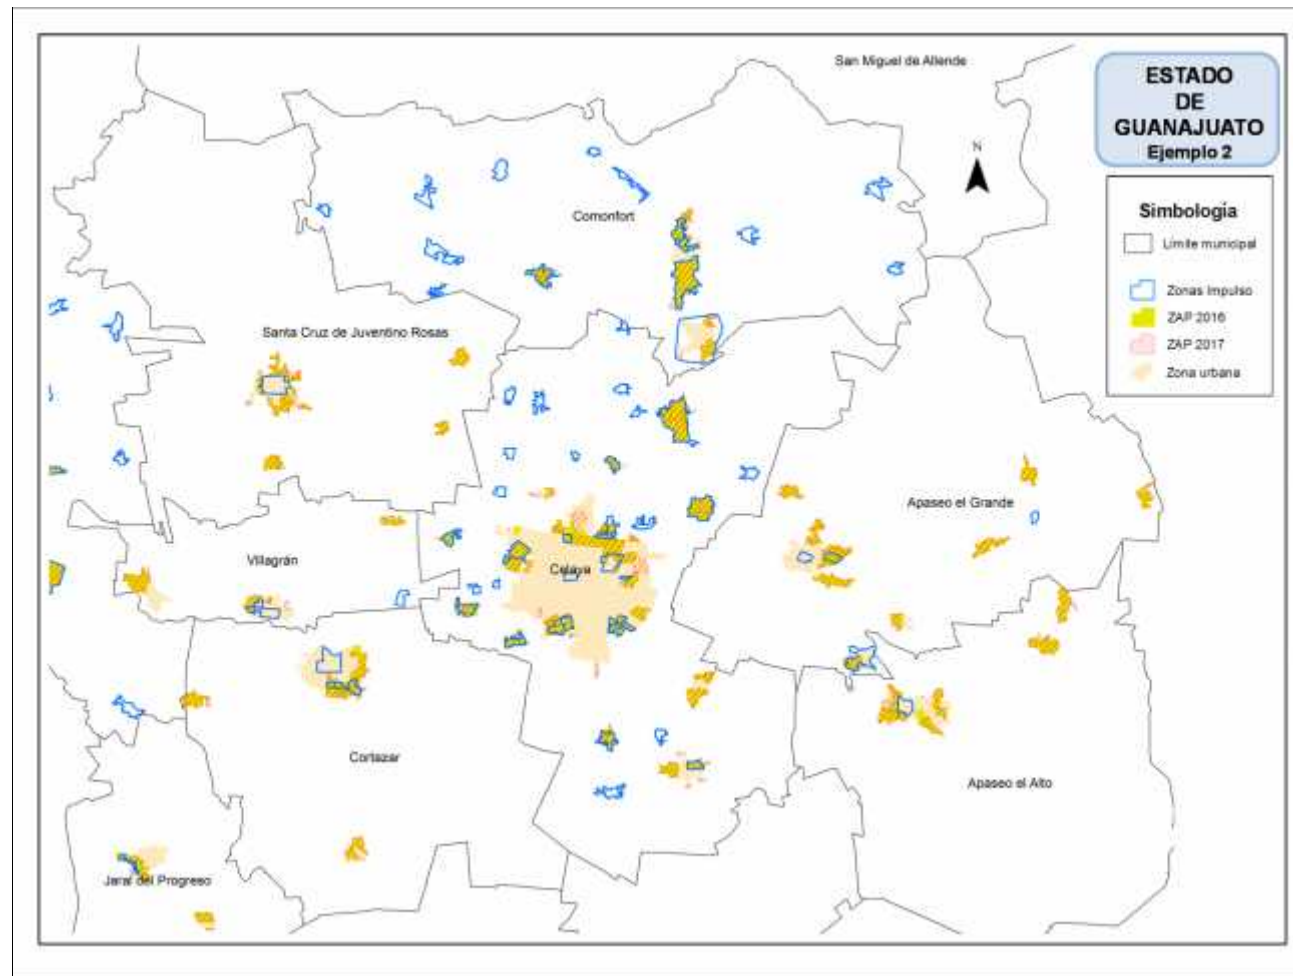 San Miguel de Allende
ESTADO
DE
GUANAJUATO
Ejemplo 2
N
Simbología
Límite municipal
Zonas Impulso
ZAP 2016
ZAP 2017
Zona urbana
Comonfort
Santa Cruz de Juventino Rosas
Apaseo el Grande
Villagrán
Celaya
Cortazar
Apaseo el Alto
Jaral del Progreso